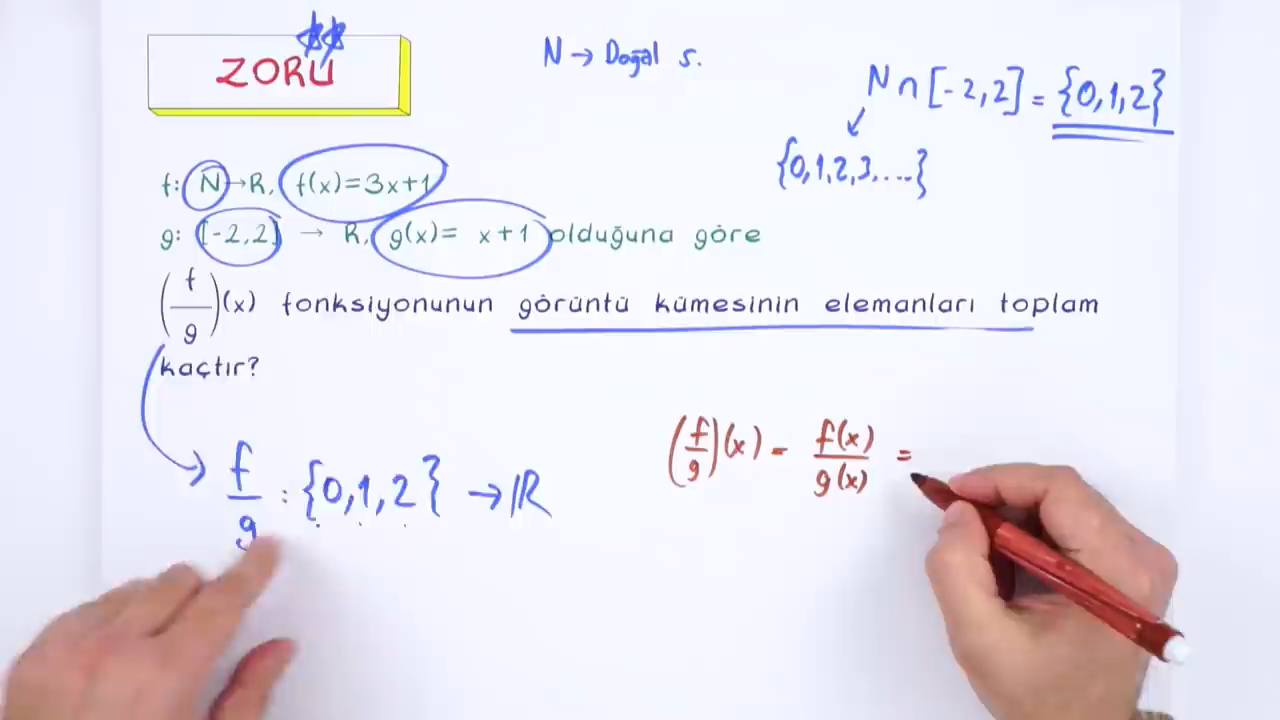 ZORU
N → Doğal s.
N ∩ [-2,2] = {0,1,2}
{0,1,2,3,....}
f: N → R, f(x)=3x+1
g: [-2,2] → R, g(x)= x+1 olduğuna göre
(f/g)(x) fonksiyonunun görüntü kümesinin elemanları toplam
kaçtır?
f/g : {0,1,2} → R
(f/g)(x) = f(x)/g(x) =